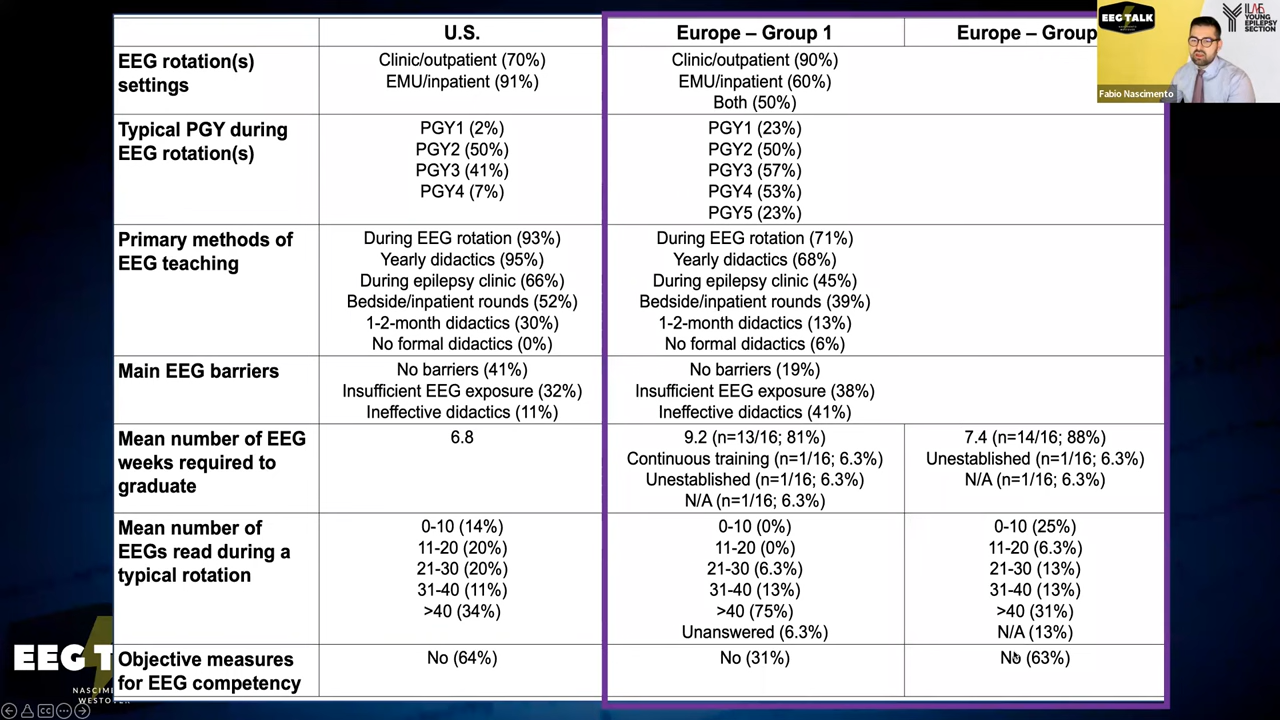 U.S.
Europe – Group 1
Europe – Group
EEG TALK
ILAE
YOUNG
EPILEPSY
SECTION
Fabio Nascimento
EEG rotation(s)
settings
Clinic/outpatient (70%)
EMU/inpatient (91%)
Clinic/outpatient (90%)
EMU/inpatient (60%)
Both (50%)
Typical PGY during
EEG rotation(s)
PGY1 (2%)
PGY2 (50%)
PGY3 (41%)
PGY4 (7%)
PGY1 (23%)
PGY2 (50%)
PGY3 (57%)
PGY4 (53%)
PGY5 (23%)
Primary methods of
EEG teaching
During EEG rotation (93%)
Yearly didactics (95%)
During epilepsy clinic (66%)
Bedside/inpatient rounds (52%)
1-2-month didactics (30%)
No formal didactics (0%)
During EEG rotation (71%)
Yearly didactics (68%)
During epilepsy clinic (45%)
Bedside/inpatient rounds (39%)
1-2-month didactics (13%)
No formal didactics (6%)
Main EEG barriers
No barriers (41%)
Insufficient EEG exposure (32%)
Ineffective didactics (11%)
No barriers (19%)
Insufficient EEG exposure (38%)
Ineffective didactics (41%)
Mean number of EEG
weeks required to
graduate
6.8
9.2 (n=13/16; 81%)
Continuous training (n=1/16; 6.3%)
Unestablished (n=1/16; 6.3%)
N/A (n=1/16; 6.3%)
7.4 (n=14/16; 88%)
Unestablished (n=1/16; 6.3%)
N/A (n=1/16; 6.3%)
Mean number of
EEGs read during a
typical rotation
0-10 (14%)
11-20 (20%)
21-30 (20%)
31-40 (11%)
>40 (34%)
0-10 (0%)
11-20 (0%)
21-30 (6.3%)
31-40 (13%)
>40 (75%)
Unanswered (6.3%)
0-10 (25%)
11-20 (6.3%)
21-30 (13%)
31-40 (13%)
>40 (31%)
N/A (13%)
Objective measures
for EEG competency
No (64%)
No (31%)
No (63%)
EEG T
NASCIM
WESTOVER
CC